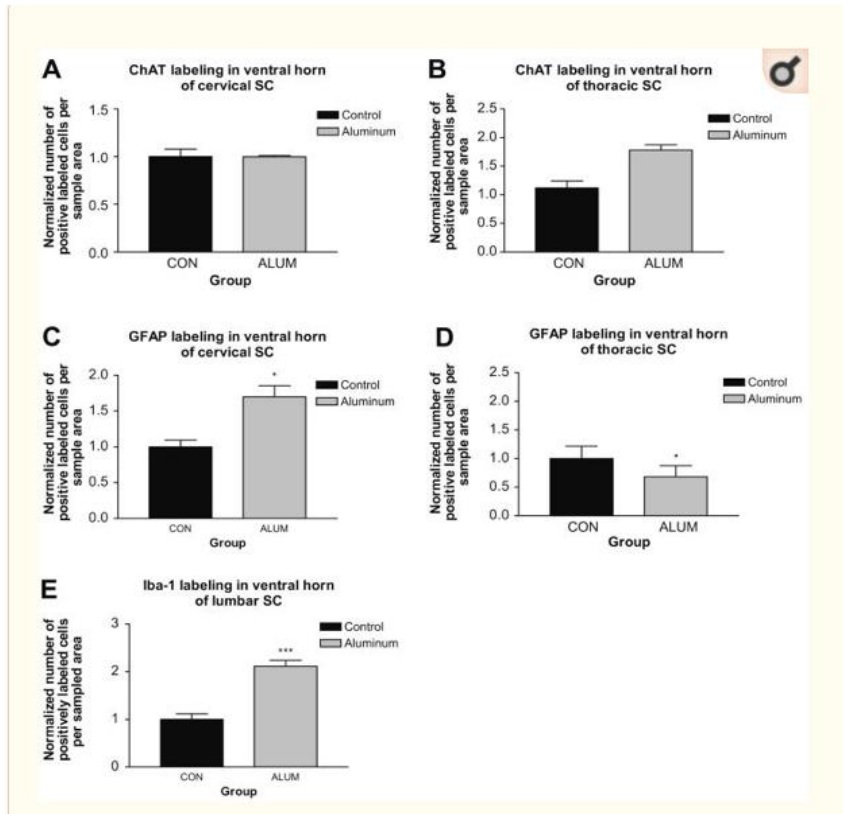 A
ChAT labeling in ventral horn
of cervical SC
Normalized number of
positive labeled cells per
sample area
1.5
1.0
0.5
0.0
Control
Aluminum
CON ALUM
Group
B
ChAT labeling in ventral horn
of thoracic SC
Normalized number of
positive labeled cells per
sample area
2.5
2.0
1.5
1.0
0.5
0.0
Control
Aluminum
CON ALUM
Group
C
GFAP labeling in ventral horn
of cervical SC
Normalized number of
positive labeled cells per
sample area
2.0
1.5
1.0
0.5
0.0
*
Control
Aluminum
CON ALUM
Group
D
GFAP labeling in ventral horn
of thoracic SC
Normalized number of
positive labeled cells per
sample area
2.5
2.0
1.5
1.0
0.5
0.0
*
Control
Aluminum
CON ALUM
Group
E
Iba-1 labeling in ventral horn
of lumbar SC
Normalized number of
positively labeled cells
per sampled area
3
2
1
0
***
Control
Aluminum
CON ALUM
Group